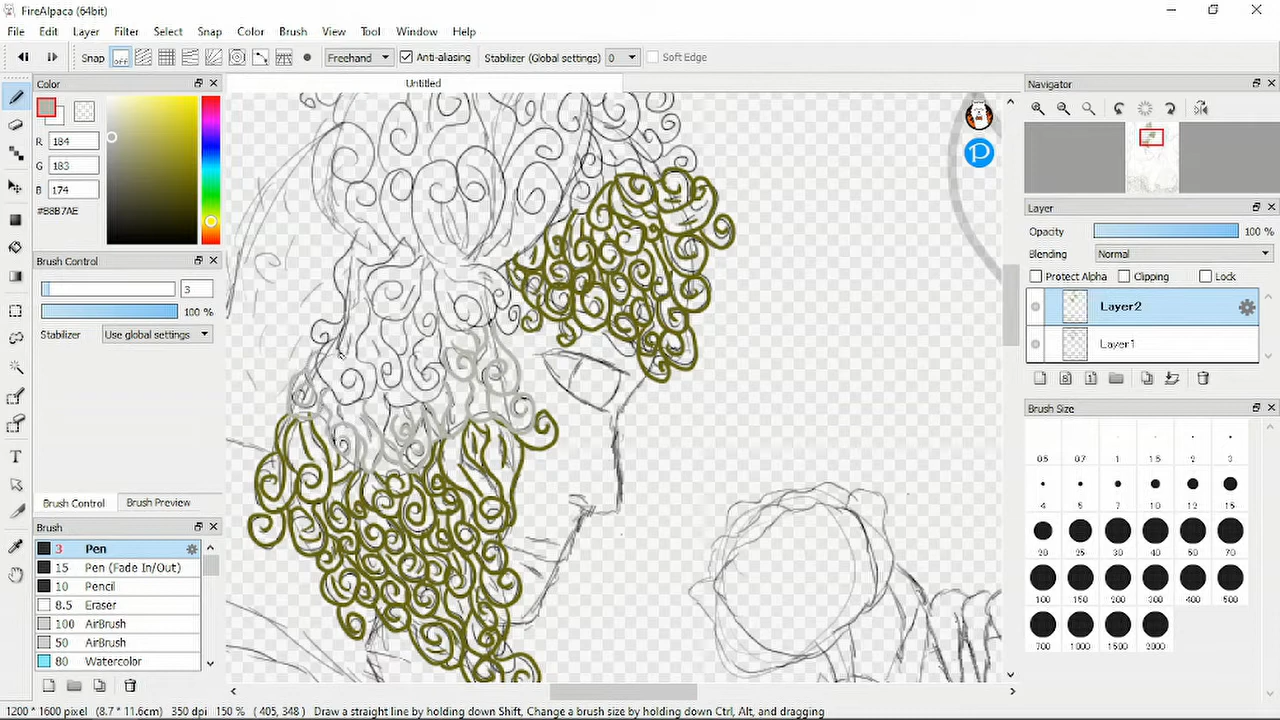 FireAlpaca (64bit)
File Edit Layer Filter Select Snap Color Brush View Tool Window Help
Snap off Freehand Anti-aliasing Stabilizer (Global settings) 0 Soft Edge
Color
Untitled
Navigator
R 184
G 183
B 174
#B8B7AE
P
Layer
Opacity 100 %
Blending Normal
Protect Alpha Clipping Lock
Layer2
Layer1
Brush Control
3
100 %
Stabilizer Use global settings
Brush Size
0.5 0.7 1 1.5 2 3
4 5 7 10 12 15
20 25 30 40 50 70
100 150 200 300 400 500
700 1000 1500 2000
Brush Control Brush Preview
Brush
3 Pen
15 Pen (Fade In/Out)
10 Pencil
8.5 Eraser
100 AirBrush
50 AirBrush
80 Watercolor
1200 * 1600 pixel (8.7 * 11.6cm) 350 dpi 150 % ( 405, 348 ) Draw a straight line by holding down Shift, Change a brush size by holding down Ctrl, Alt, and dragging